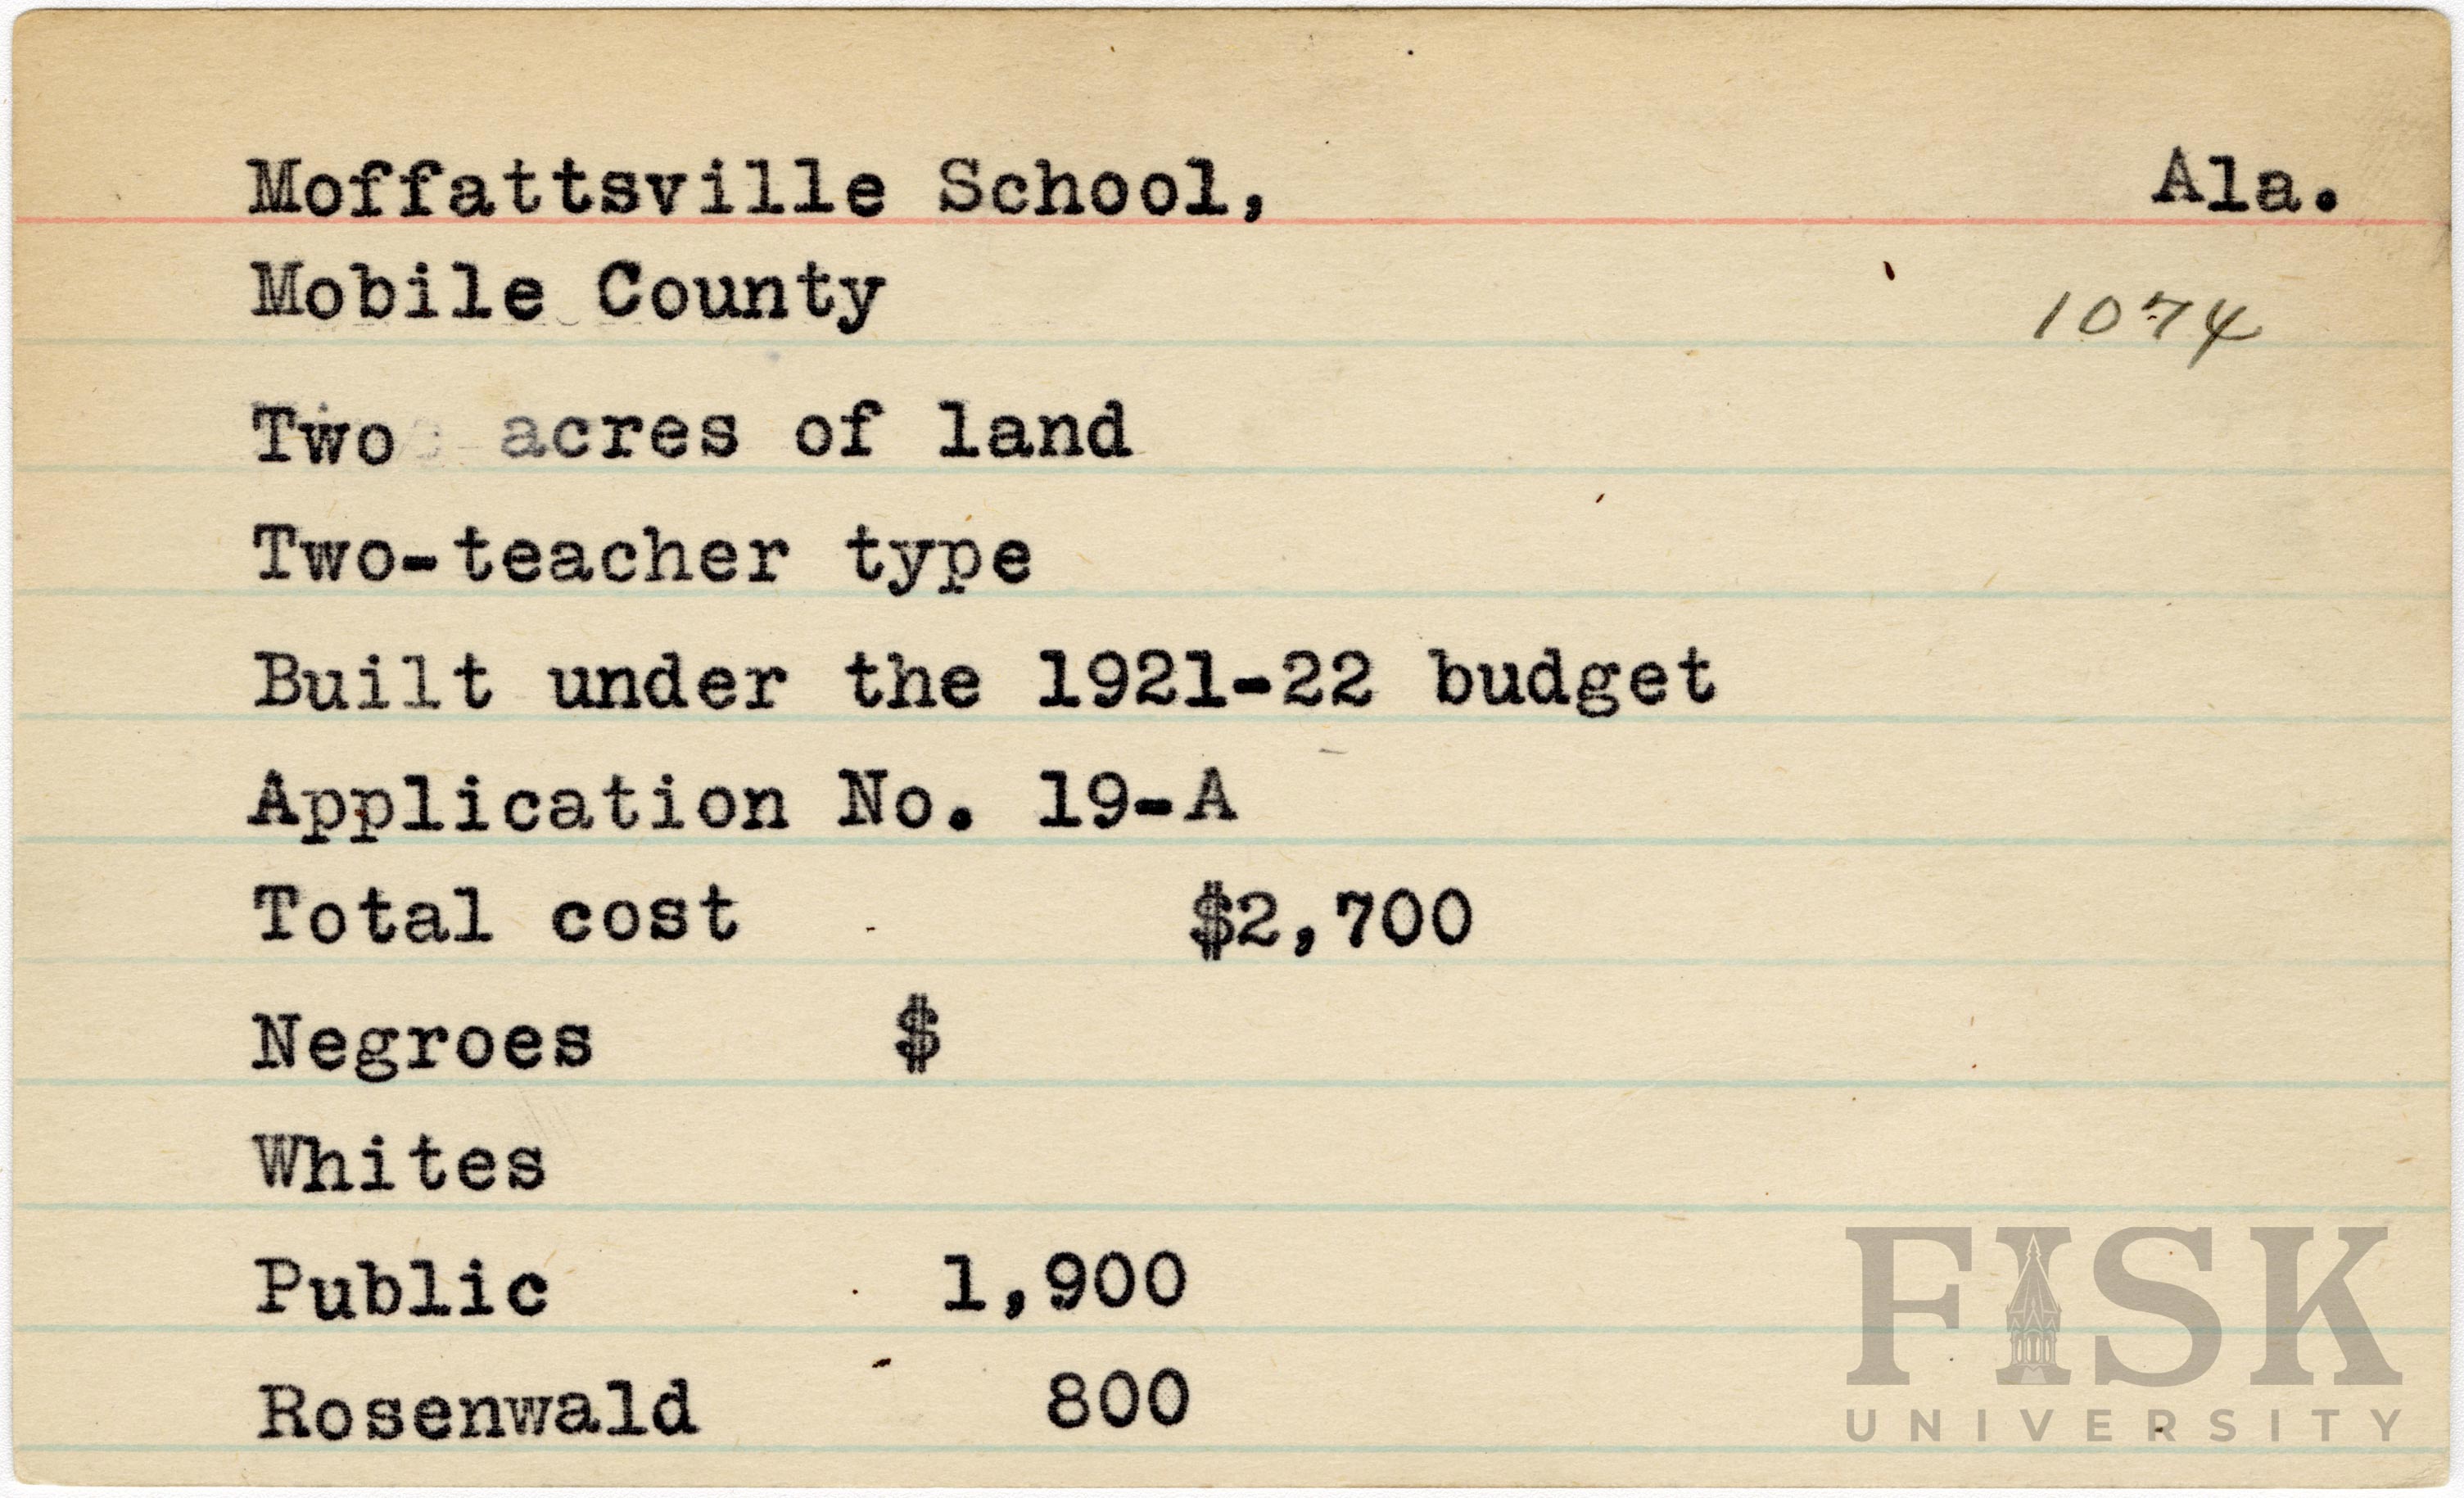 Moffattsville School, Ala.
Mobile County
1074
Two acres of land
Two-teacher type
Built under the 1921-22 budget
Application No. 19-A
Total cost $2,700
Negroes $
Whites
Public 1,900
Rosenwald 800
FISK
UNIVERSITY